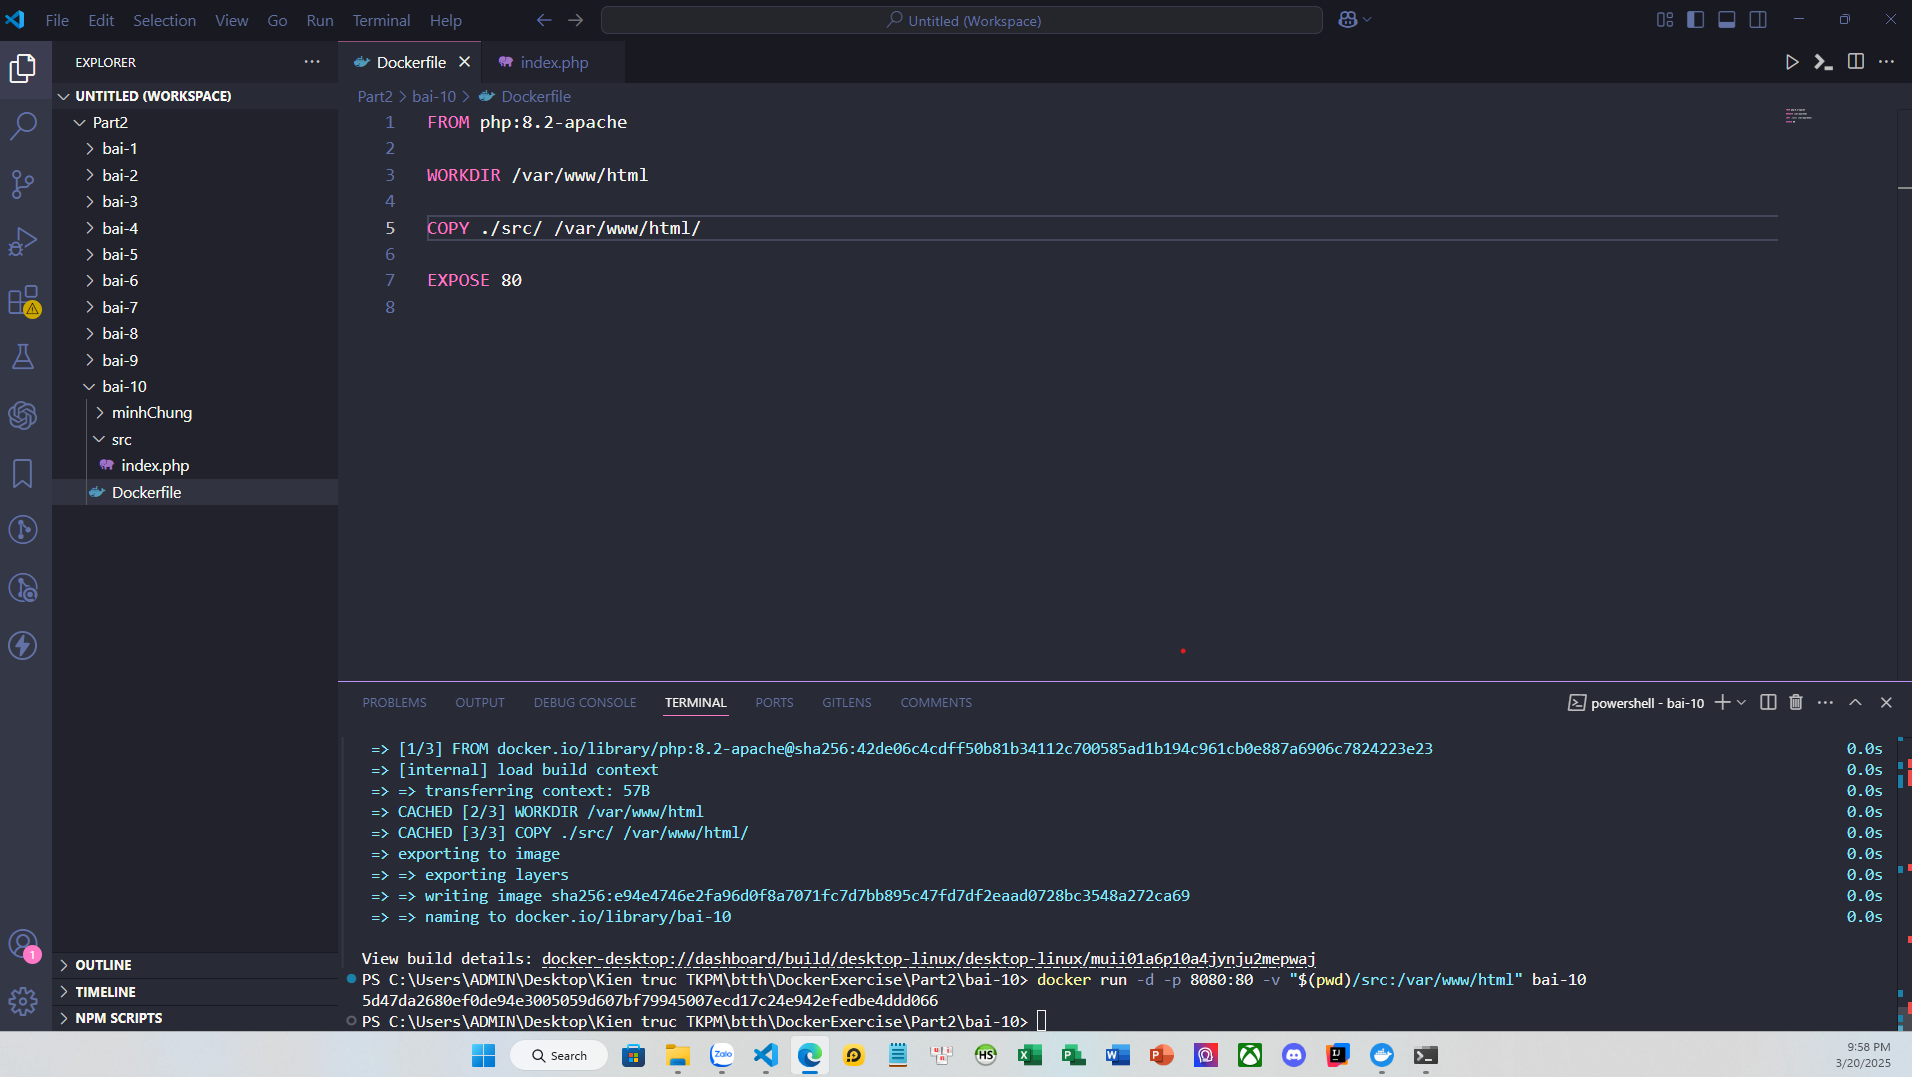 File Edit Selection View Go Run Terminal Help
Untitled (Workspace)
EXPLORER
Dockerfile
index.php
UNTITLED (WORKSPACE)
Part2
bai-1
bai-2
bai-3
bai-4
bai-5
bai-6
bai-7
bai-8
bai-9
bai-10
minhChung
src
index.php
Dockerfile
OUTLINE
TIMELINE
NPM SCRIPTS
1
Part2 > bai-10 > Dockerfile
1 FROM php:8.2-apache
2
3 WORKDIR /var/www/html
4
5 COPY ./src/ /var/www/html/
6
7 EXPOSE 80
8
PROBLEMS OUTPUT DEBUG CONSOLE TERMINAL PORTS GITLENS COMMENTS
powershell - bai-10
=> [1/3] FROM docker.io/library/php:8.2-apache@sha256:42de06c4cdff50b81b34112c700585ad1b194c961cb0e887a6906c7824223e23 0.0s
=> [internal] load build context 0.0s
=> => transferring context: 57B 0.0s
=> CACHED [2/3] WORKDIR /var/www/html 0.0s
=> CACHED [3/3] COPY ./src/ /var/www/html/ 0.0s
=> exporting to image 0.0s
=> => exporting layers 0.0s
=> => writing image sha256:e94e4746e2fa96d0f8a7071fc7d7bb895c47fd7df2eaad0728bc3548a272ca69 0.0s
=> => naming to docker.io/library/bai-10 0.0s
View build details: docker-desktop://dashboard/build/desktop-linux/desktop-linux/muii01a6p10a4jynju2mepwaj
PS C:\Users\ADMIN\Desktop\Kien truc TKPM\btth\DockerExercise\Part2\bai-10> docker run -d -p 8080:80 -v "$(pwd)/src:/var/www/html" bai-10
5d47da2680ef0de94e3005059d607bf79945007ecd17c24e942efedbe4ddd066
PS C:\Users\ADMIN\Desktop\Kien truc TKPM\btth\DockerExercise\Part2\bai-10>
Search
Zalo
HS
9:58 PM
3/20/2025